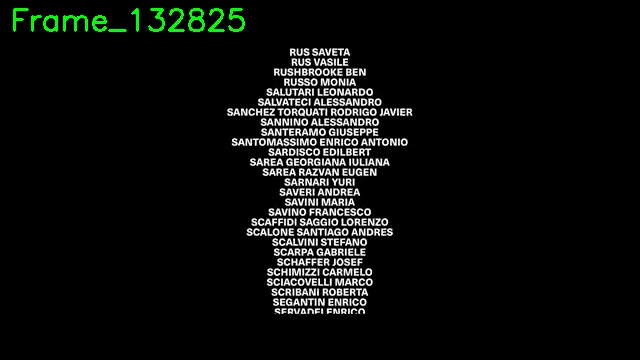 Frame_132825
RUS SAVETA
RUS VASILE
RUSHBROOKE BEN
RUSSO MONIA
SALUTARI LEONARDO
SALVATECI ALESSANDRO
SANCHEZ TORQUATI RODRIGO JAVIER
SANNINO ALESSANDRO
SANTERAMO GIUSEPPE
SANTOMASSIMO ENRICO ANTONIO
SARDISCO EDILBERT
SAREA GEORGIANA IULIANA
SAREA RAZVAN EUGEN
SARNARI YURI
SAVERI ANDREA
SAVINI MARIA
SAVINO FRANCESCO
SCAFFIDI SAGGIO LORENZO
SCALONE SANTIAGO ANDRES
SCALVINI STEFANO
SCARPA GABRIELE
SCHAFFER JOSEF
SCHIMIZZI CARMELO
SCIACOVELLI MARCO
SCRIBANI ROBERTA
SEGANTIN ENRICO
SERVADEI ENRICO